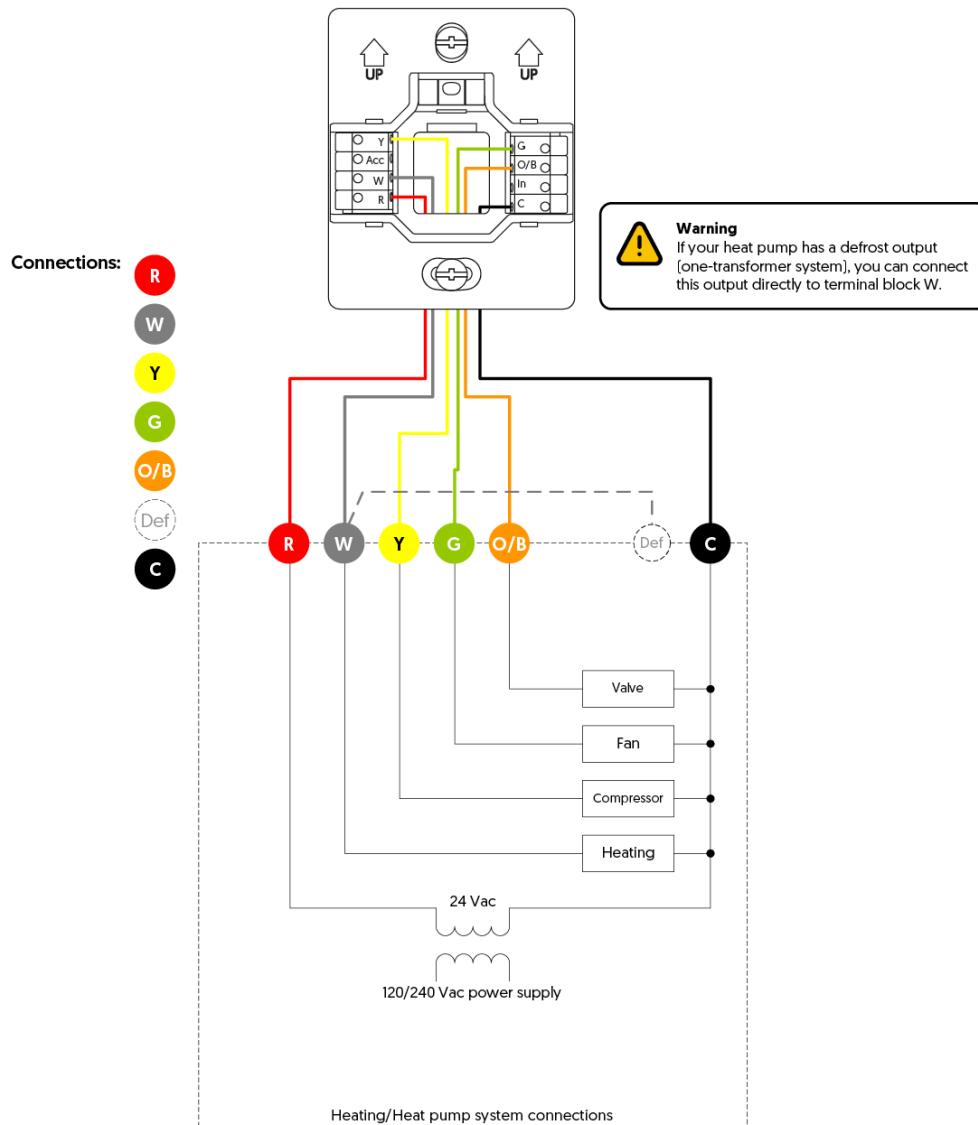 UP
UP
Y
Acc
W
R
G
O/B
In
C
Warning
If your heat pump has a defrost output
(one-transformer system), you can connect
this output directly to terminal block W.
Connections:
R
W
Y
G
O/B
Def
C
R
W
Y
G
O/B
Def
C
Valve
Fan
Compressor
Heating
24 Vac
120/240 Vac power supply
Heating/Heat pump system connections